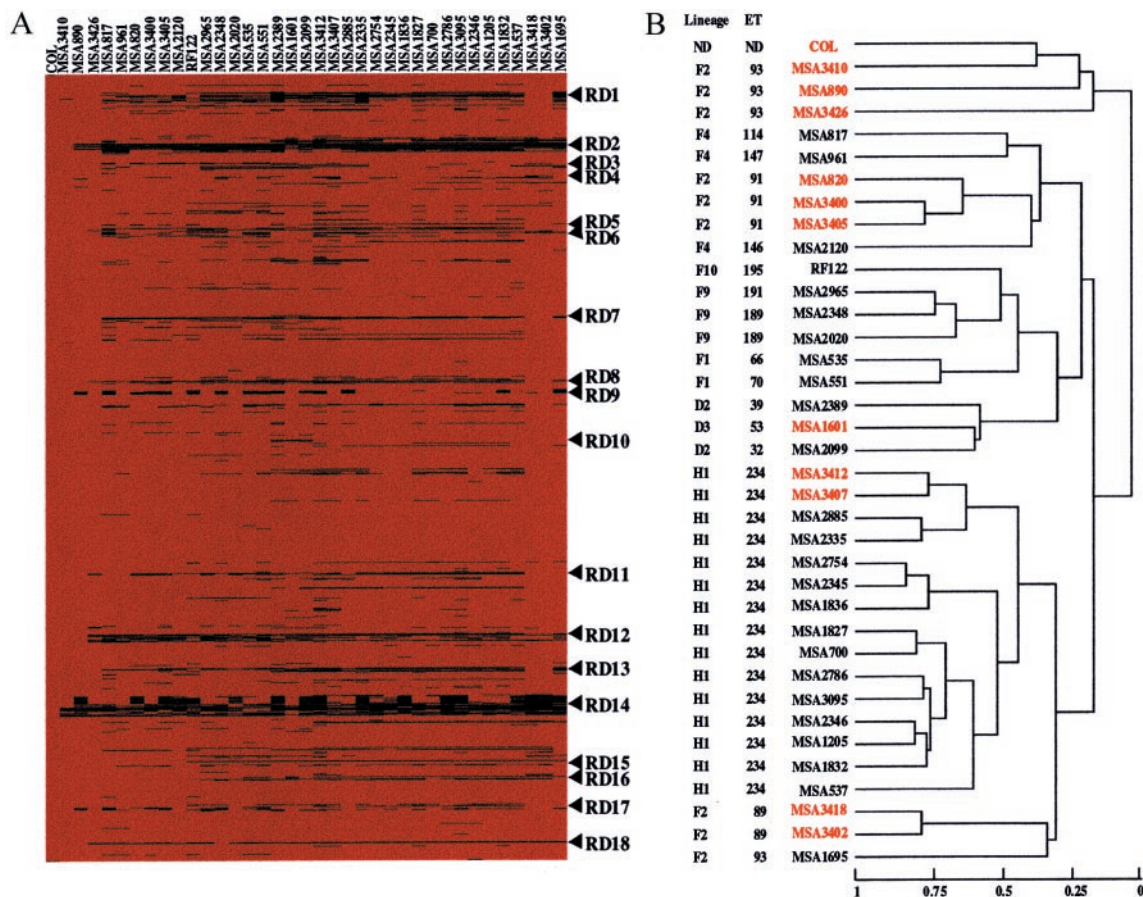 A
COL
MSA3410
MSA890
MSA3426
MSA817
MSA961
MSA820
MSA3400
MSA3405
MSA2120
RF122
MSA2965
MSA2348
MSA2020
MSA535
MSA551
MSA2389
MSA1601
MSA2099
MSA3412
MSA3407
MSA2885
MSA2335
MSA2754
MSA2345
MSA1836
MSA1827
MSA700
MSA2786
MSA3095
MSA2346
MSA1205
MSA1832
MSA537
MSA3418
MSA3402
MSA1695
RD1
RD2
RD3
RD4
RD5
RD6
RD7
RD8
RD9
RD10
RD11
RD12
RD13
RD14
RD15
RD16
RD17
RD18
B
Lineage ET
ND ND COL
F2 93 MSA3410
F2 93 MSA890
F2 93 MSA3426
F4 114 MSA817
F4 147 MSA961
F2 91 MSA820
F2 91 MSA3400
F2 91 MSA3405
F4 146 MSA2120
F10 195 RF122
F9 191 MSA2965
F9 189 MSA2348
F9 189 MSA2020
F1 66 MSA535
F1 70 MSA551
D2 39 MSA2389
D3 53 MSA1601
D2 32 MSA2099
H1 234 MSA3412
H1 234 MSA3407
H1 234 MSA2885
H1 234 MSA2335
H1 234 MSA2754
H1 234 MSA2345
H1 234 MSA1836
H1 234 MSA1827
H1 234 MSA700
H1 234 MSA2786
H1 234 MSA3095
H1 234 MSA2346
H1 234 MSA1205
H1 234 MSA1832
H1 234 MSA537
F2 89 MSA3418
F2 89 MSA3402
F2 93 MSA1695
1 0.75 0.5 0.25 0